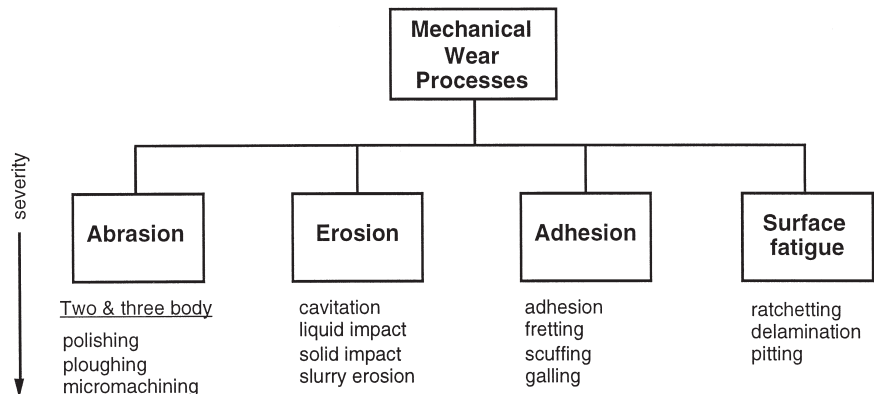 Mechanical
Wear
Processes
severity
Abrasion
Erosion
Adhesion
Surface
fatigue
Two & three body
polishing
ploughing
micromachining
cavitation
liquid impact
solid impact
slurry erosion
adhesion
fretting
scuffing
galling
ratchetting
delamination
pitting